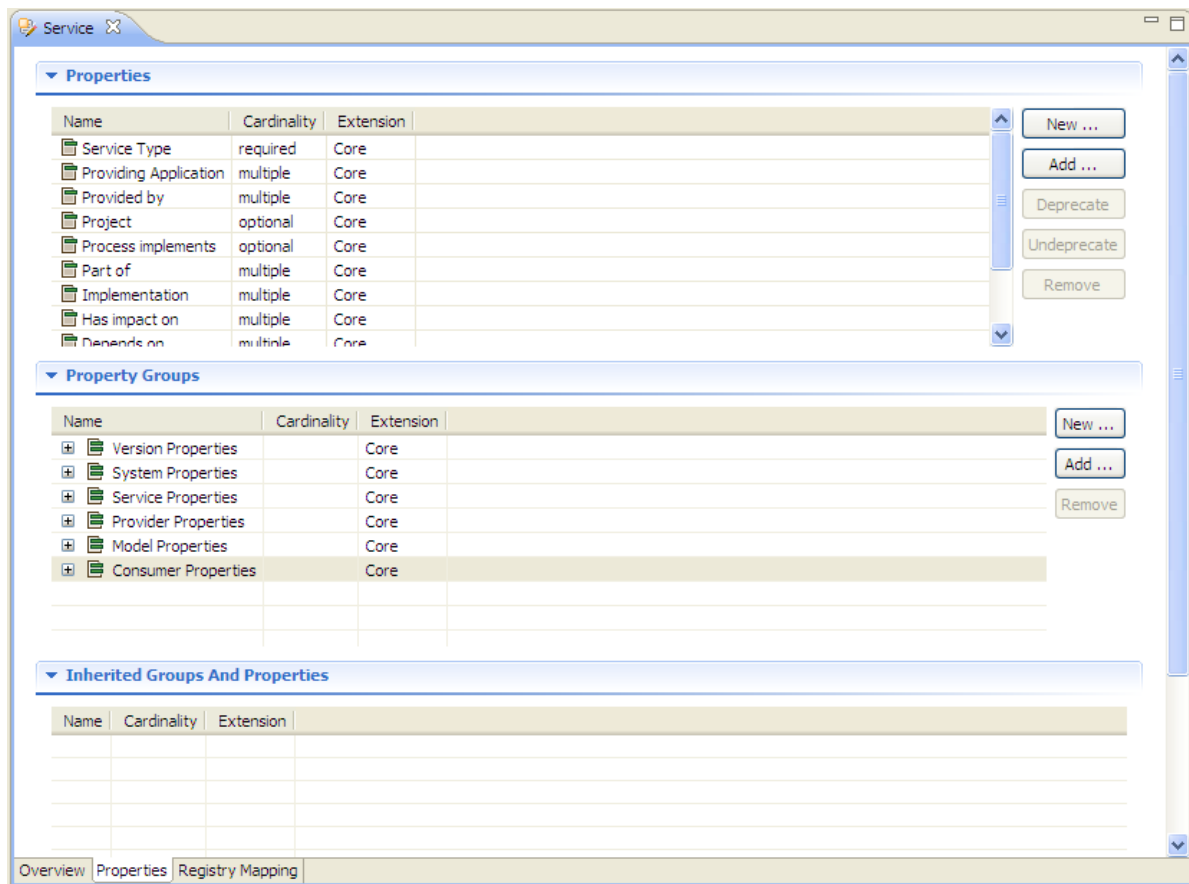 Service
Properties
Name Cardinality Extension
Service Type required Core
Providing Application multiple Core
Provided by multiple Core
Project optional Core
Process implements optional Core
Part of multiple Core
Implementation multiple Core
Has impact on multiple Core
Depends on multiple Core
New ...
Add ...
Deprecate
Undeprecate
Remove
Property Groups
Name Cardinality Extension
Version Properties Core
System Properties Core
Service Properties Core
Provider Properties Core
Model Properties Core
Consumer Properties Core
New ...
Add ...
Remove
Inherited Groups And Properties
Name Cardinality Extension
Overview Properties Registry Mapping